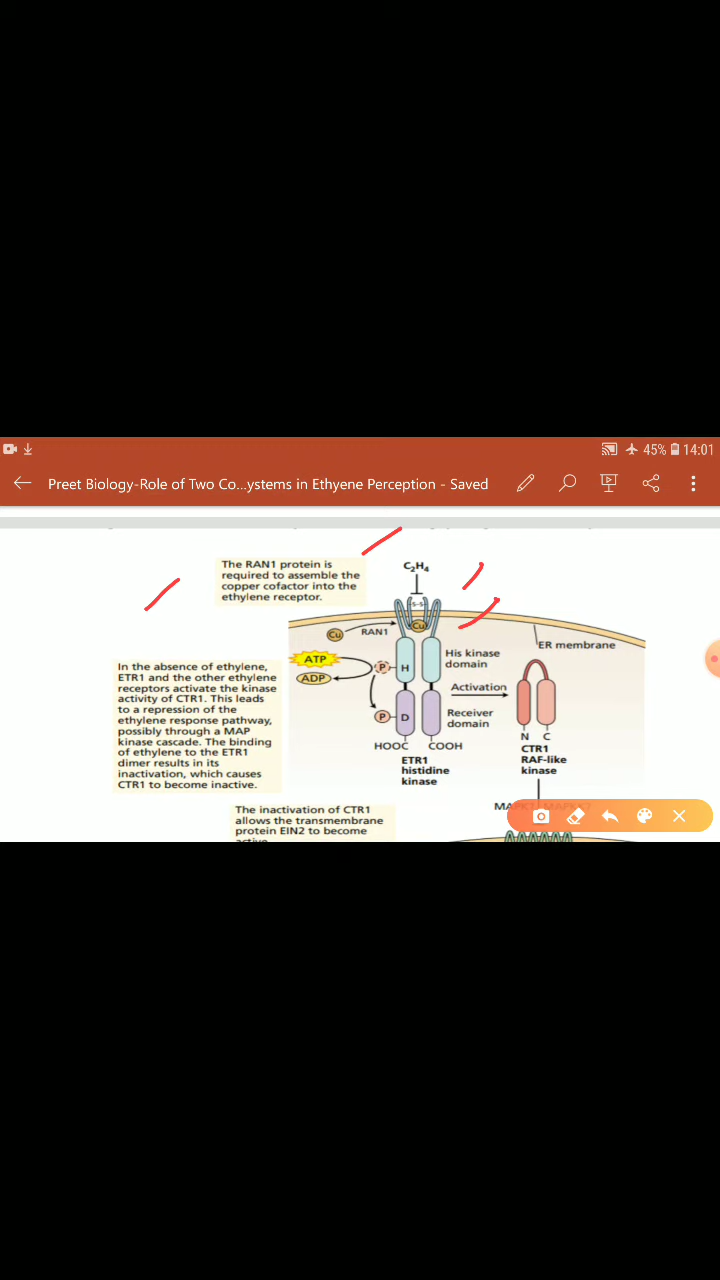 45% 14:01
Preet Biology-Role of Two Co...ystems in Ethyene Perception - Saved
The RAN1 protein is
required to assemble the
copper cofactor into the
ethylene receptor.
C₂H₄
-s-s-
Cu
Cu
RAN1
ER membrane
ATP
ADP
P
H
His kinase
domain
Activation
P
D
Receiver
domain
HOOC
COOH
ETR1
histidine
kinase
N C
CTR1
RAF-like
kinase
In the absence of ethylene,
ETR1 and the other ethylene
receptors activate the kinase
activity of CTR1. This leads
to a repression of the
ethylene response pathway,
possibly through a MAP
kinase cascade. The binding
of ethylene to the ETR1
dimer results in its
inactivation, which causes
CTR1 to become inactive.
The inactivation of CTR1
allows the transmembrane
protein EIN2 to become
active.